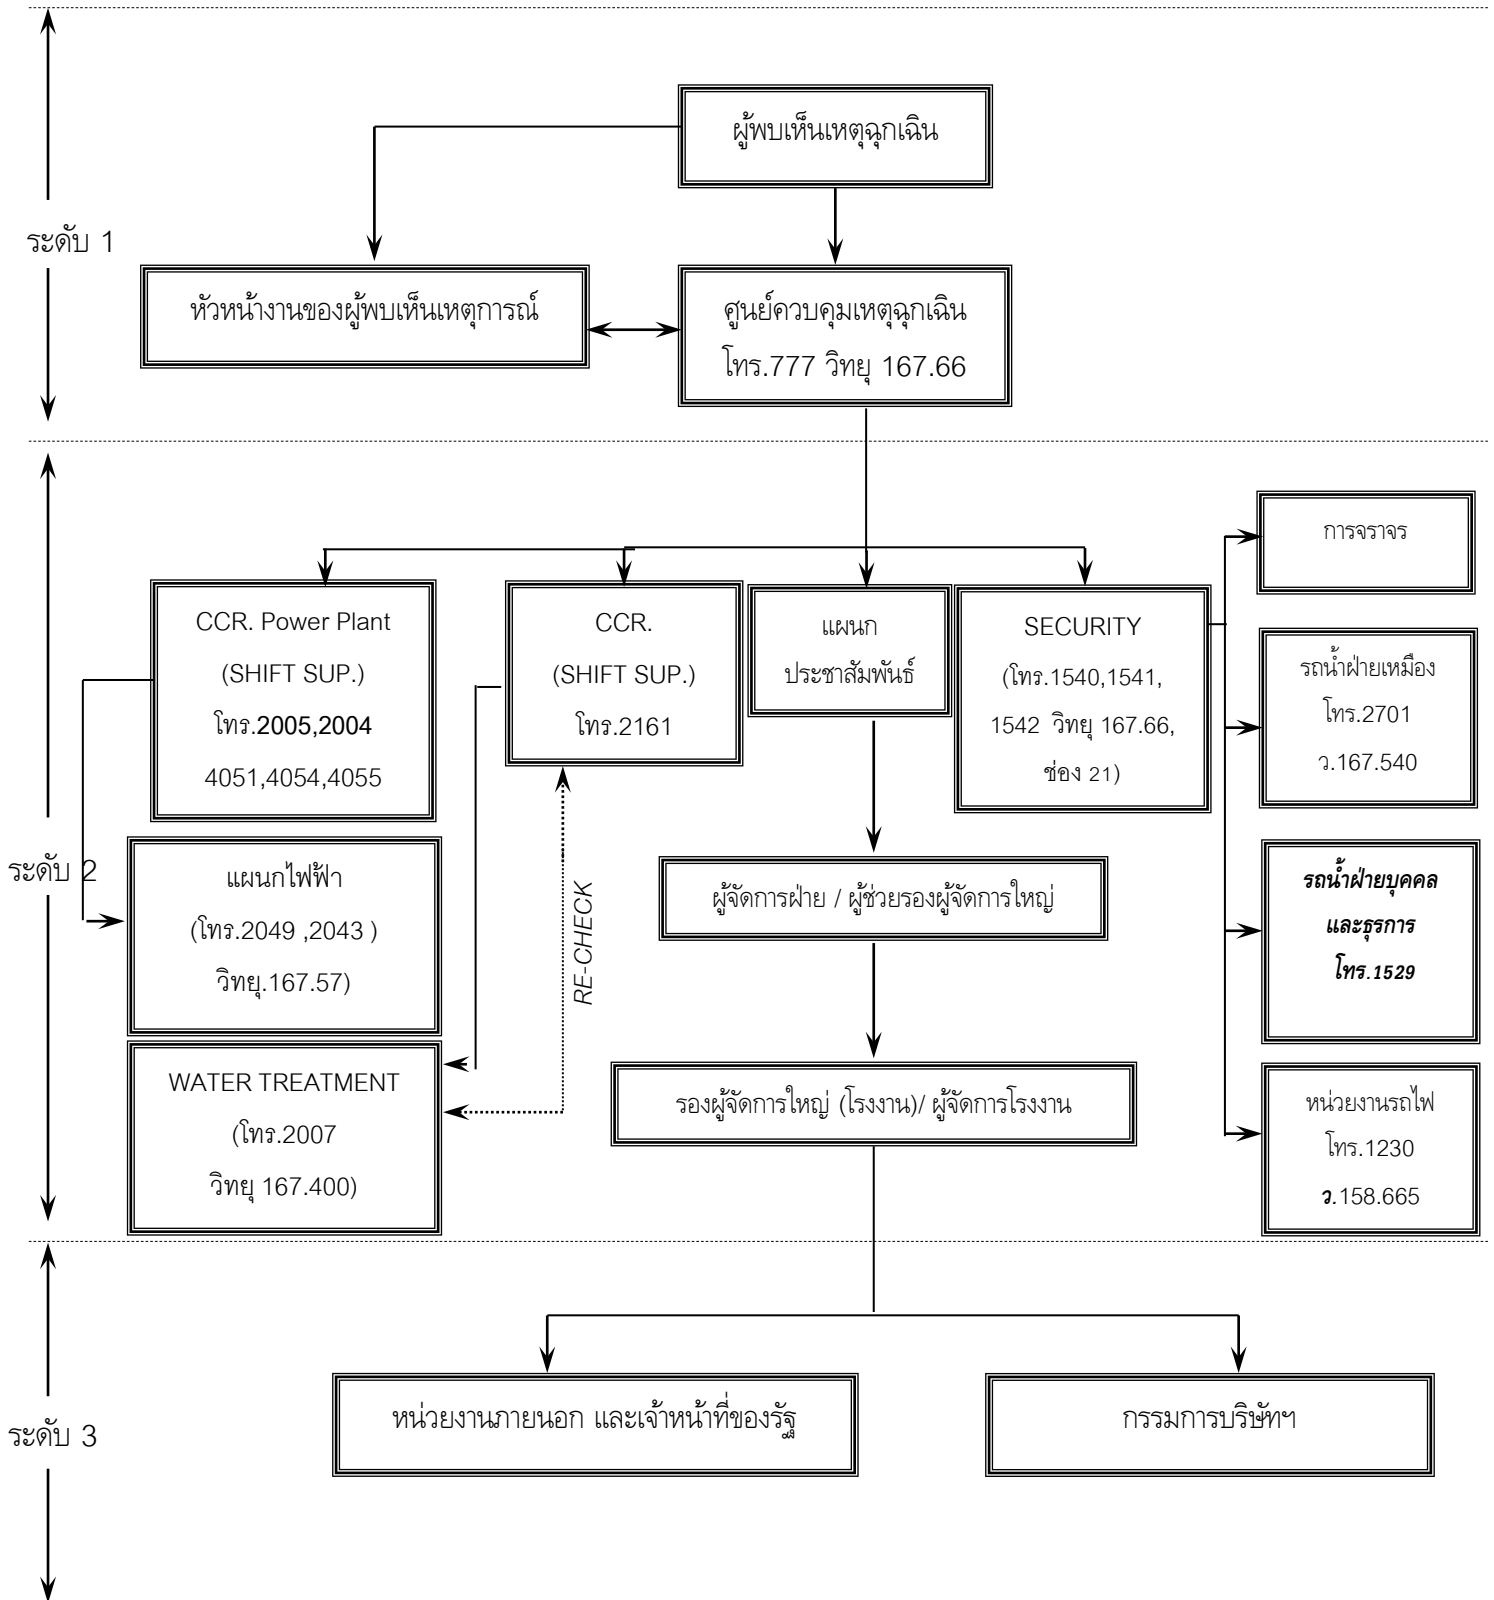 ผู้พบเห็นเหตุฉุกเฉิน
ระดับ 1
หัวหน้างานของผู้พบเห็นเหตุการณ์
ศูนย์ควบคุมเหตุฉุกเฉิน
โทร.777 วิทยุ 167.66
ระดับ 2
CCR. Power Plant
(SHIFT SUP.)
โทร.2005,2004
4051,4054,4055
CCR.
(SHIFT SUP.)
โทร.2161
แผนก
ประชาสัมพันธ์
SECURITY
(โทร.1540,1541,
1542 วิทยุ 167.66,
ช่อง 21)
การจราจร
รถน้ำฝ่ายเหมือง
โทร.2701
ว.167.540
รถน้ำฝ่ายบุคคล
และธุรการ
โทร.1529
หน่วยงานรถไฟ
โทร.1230
ว.158.665
แผนกไฟฟ้า
(โทร.2049 ,2043 )
วิทยุ.167.57)
WATER TREATMENT
(โทร.2007
วิทยุ 167.400)
RE-CHECK
ผู้จัดการฝ่าย / ผู้ช่วยรองผู้จัดการใหญ่
รองผู้จัดการใหญ่ (โรงงาน)/ ผู้จัดการโรงงาน
ระดับ 3
หน่วยงานภายนอก และเจ้าหน้าที่ของรัฐ
กรรมการบริษัทฯ